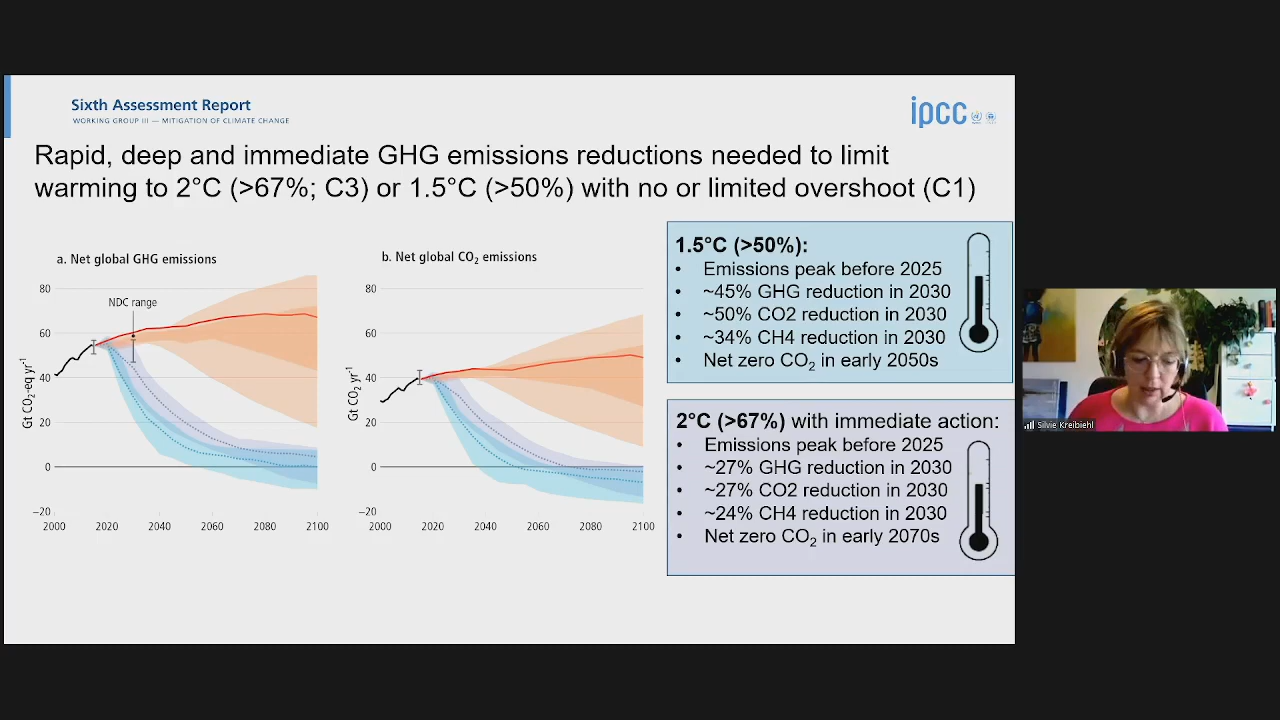 Sixth Assessment Report
WORKING GROUP III — MITIGATION OF CLIMATE CHANGE
ipcc
Rapid, deep and immediate GHG emissions reductions needed to limit
warming to 2°C (>67%; C3) or 1.5°C (>50%) with no or limited overshoot (C1)
a. Net global GHG emissions
80
60
40
20
0
−20
Gt CO₂-eq yr⁻¹
NDC range
2000 2020 2040 2060 2080 2100
b. Net global CO₂ emissions
80
60
40
20
0
−20
Gt CO₂ yr⁻¹
2000 2020 2040 2060 2080 2100
1.5°C (>50%):
• Emissions peak before 2025
• ~45% GHG reduction in 2030
• ~50% CO2 reduction in 2030
• ~34% CH4 reduction in 2030
• Net zero CO₂ in early 2050s
2°C (>67%) with immediate action:
• Emissions peak before 2025
• ~27% GHG reduction in 2030
• ~27% CO2 reduction in 2030
• ~24% CH4 reduction in 2030
• Net zero CO₂ in early 2070s
Silvie Kreibiehl